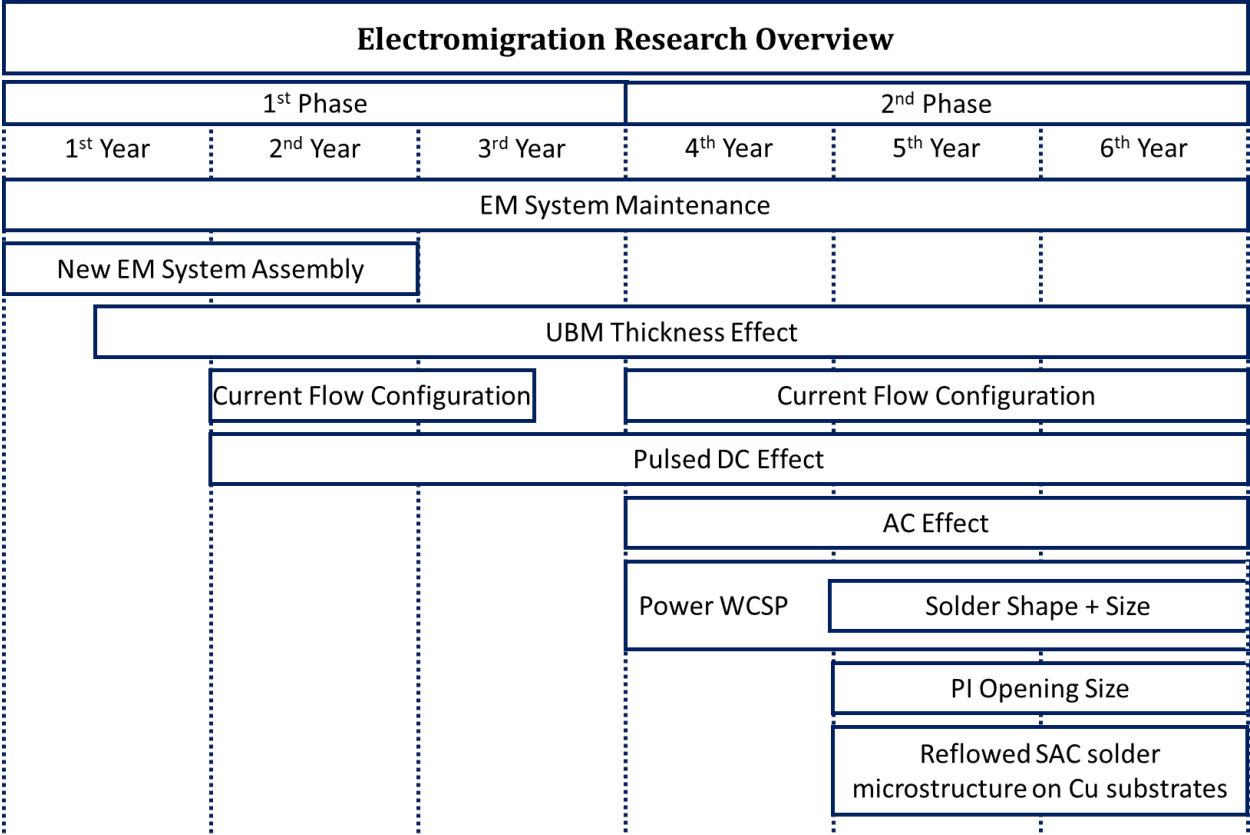 Electromigration Research Overview
1st Phase 2nd Phase
1st Year 2nd Year 3rd Year 4th Year 5th Year 6th Year
EM System Maintenance
New EM System Assembly
UBM Thickness Effect
Current Flow Configuration Current Flow Configuration
Pulsed DC Effect
AC Effect
Power WCSP Solder Shape + Size
PI Opening Size
Reflowed SAC solder
microstructure on Cu substrates